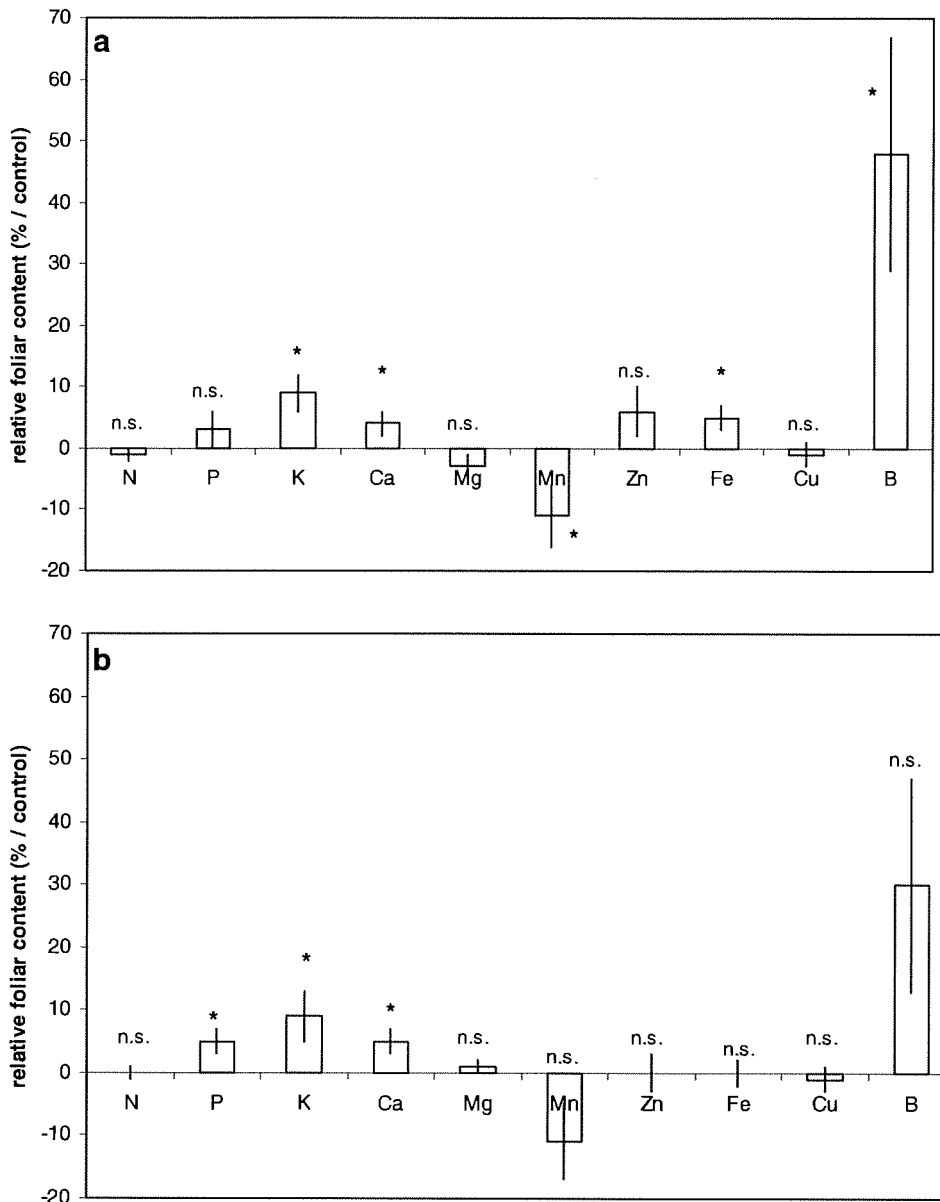 a
relative foliar content (% / control)
70
60
50
40
30
20
10
0
-10
-20
n.s.
n.s.
*
*
n.s.
*
n.s.
*
n.s.
*
N P K Ca Mg Mn Zn Fe Cu B
b
relative foliar content (% / control)
70
60
50
40
30
20
10
0
-10
-20
n.s.
*
*
*
n.s.
n.s.
n.s.
n.s.
n.s.
n.s.
N P K Ca Mg Mn Zn Fe Cu B